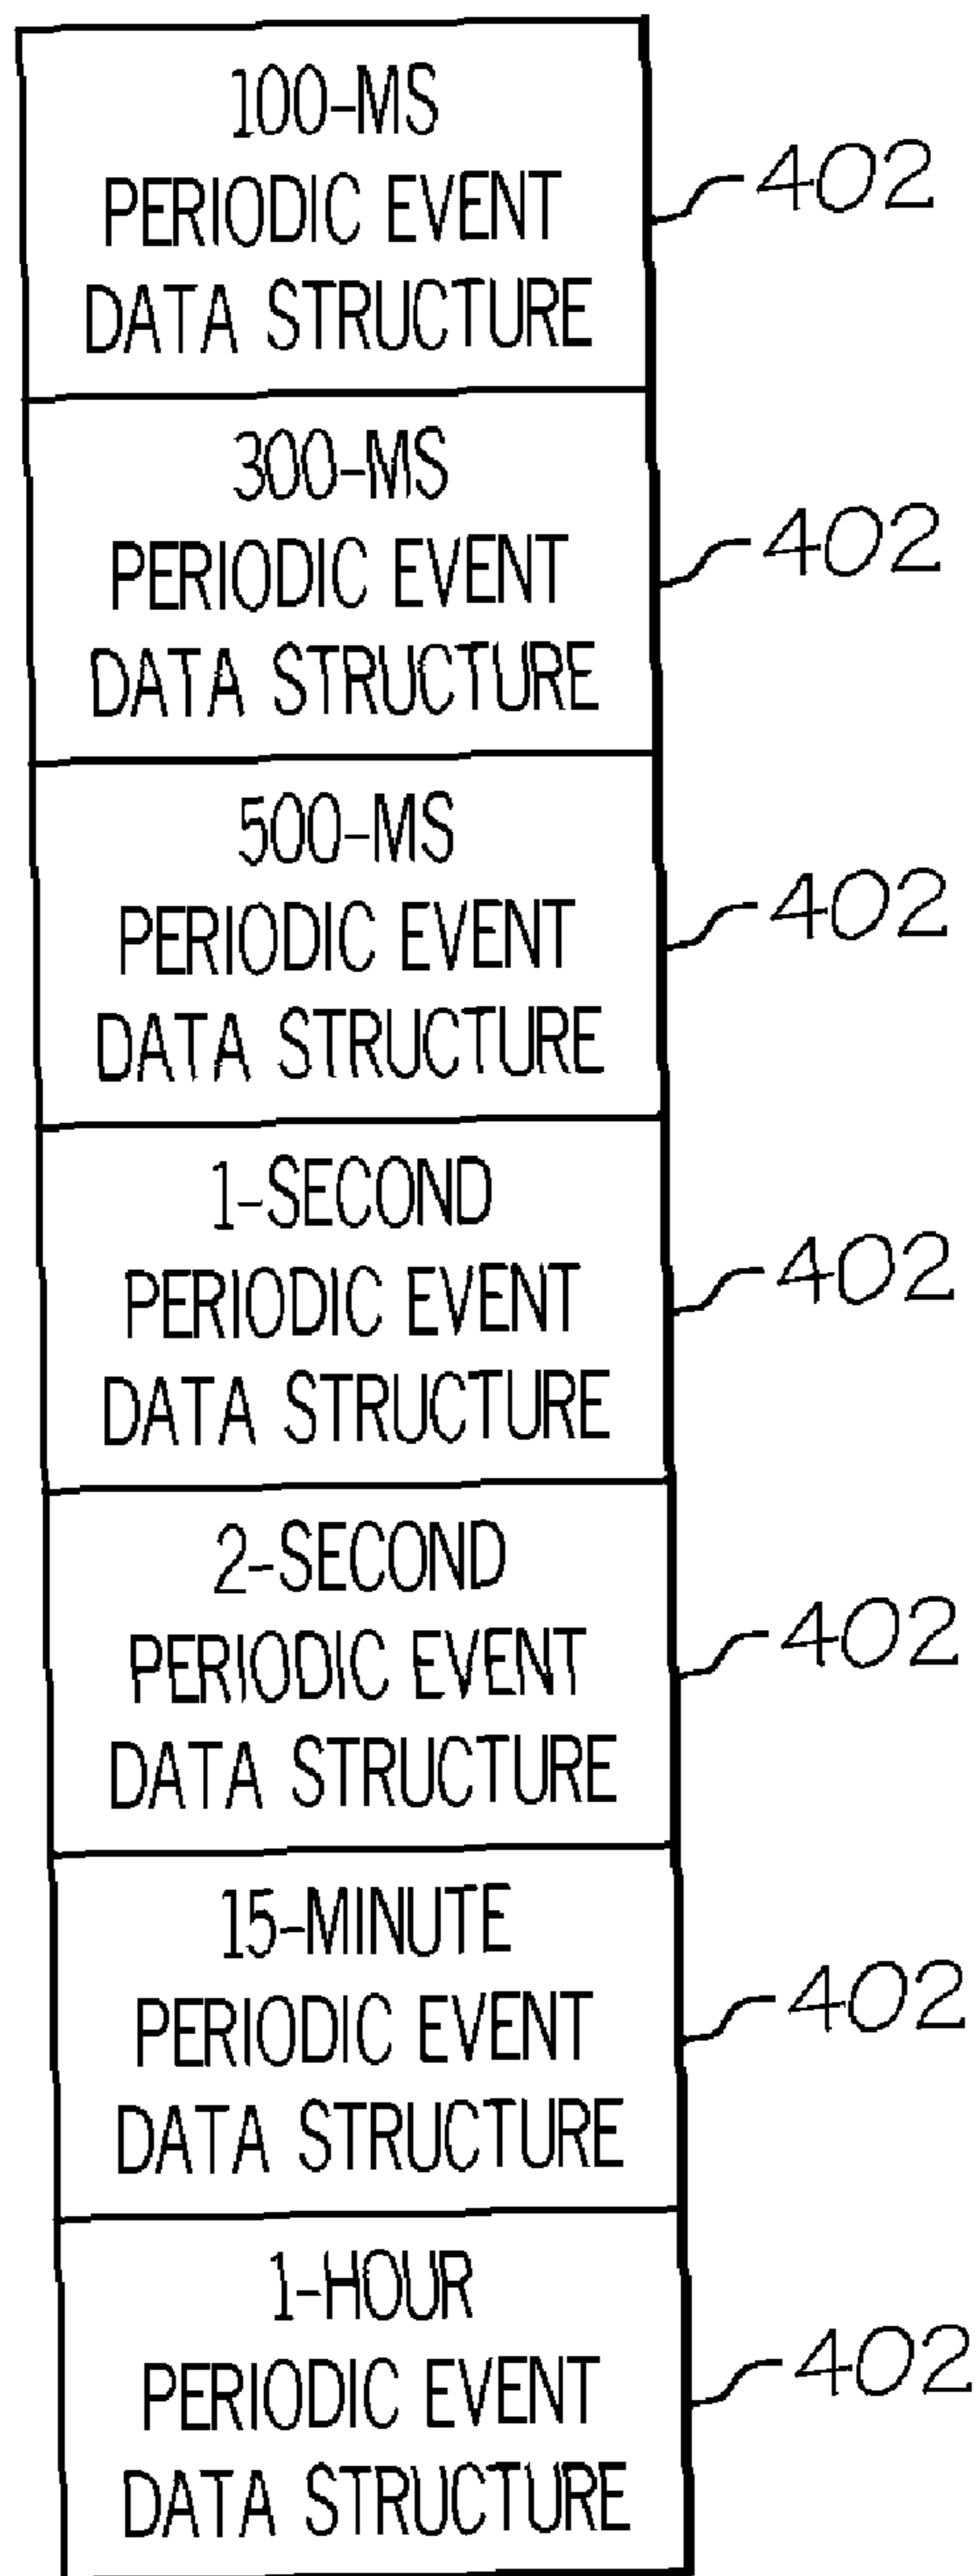 100-MS
PERIODIC EVENT
DATA STRUCTURE
402
300-MS
PERIODIC EVENT
DATA STRUCTURE
402
500-MS
PERIODIC EVENT
DATA STRUCTURE
402
1-SECOND
PERIODIC EVENT
DATA STRUCTURE
402
2-SECOND
PERIODIC EVENT
DATA STRUCTURE
402
15-MINUTE
PERIODIC EVENT
DATA STRUCTURE
402
1-HOUR
PERIODIC EVENT
DATA STRUCTURE
402